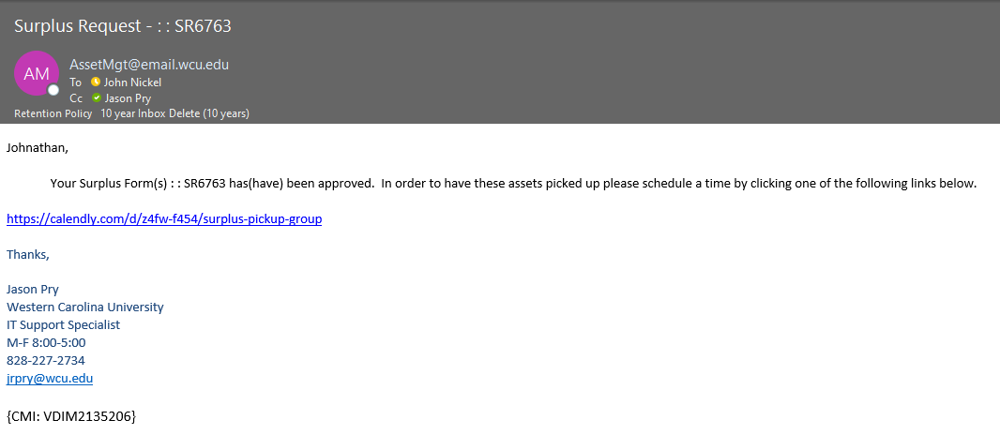 Surplus Request - : : SR6763
AM
AssetMgt@email.wcu.edu
To John Nickel
Cc Jason Pry
Retention Policy 10 year Inbox Delete (10 years)
Johnathan,
Your Surplus Form(s) : : SR6763 has(have) been approved. In order to have these assets picked up please schedule a time by clicking one of the following links below.
https://calendly.com/d/z4fw-f454/surplus-pickup-group
Thanks,
Jason Pry
Western Carolina University
IT Support Specialist
M-F 8:00-5:00
828-227-2734
jrpry@wcu.edu
{CMI: VDIM2135206}